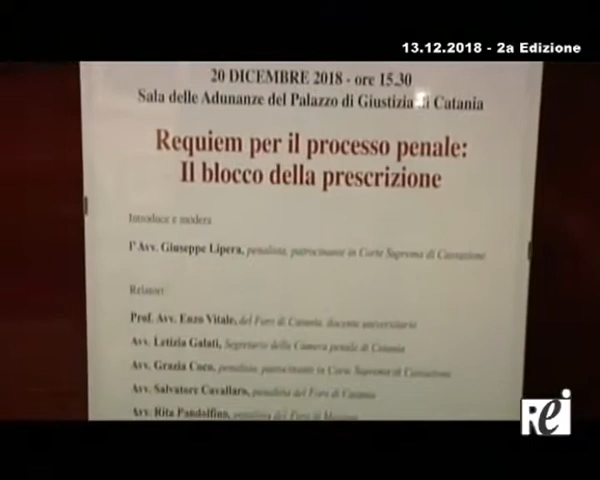 13.12.2018 - 2a Edizione
20 DICEMBRE 2018 - ore 15.30
Sala delle Adunanze del Palazzo di Giustizia di Catania
Requiem per il processo penale:
Il blocco della prescrizione
Introduce e modera
l'Avv. Giuseppe Lipera, penalista, patrocinante in Corte Suprema di Cassazione
Relatori
Prof. Avv. Enzo Vitale, del Foro di Catania, docente universitario
Avv. Letizia Galati, Segretario della Camera penale di Catania
Avv. Grazia Coco, penalista, patrocinante in Corte Suprema di Cassazione
Avv. Salvatore Cavallaro, penalista del Foro di Catania
Avv. Rita Pandolfino, penalista del Foro di Messina
REi